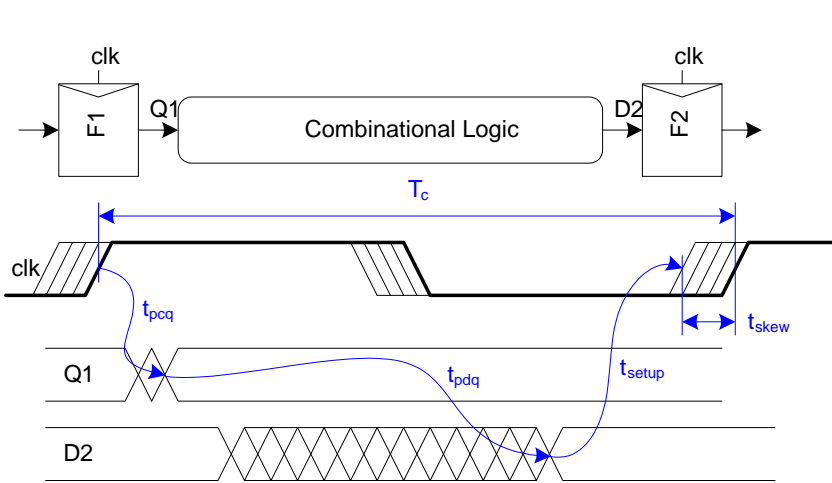 clk
clk
F1
Q1
Combinational Logic
D2
F2
Tc
clk
tpcq
tskew
Q1
tpdq
tsetup
D2